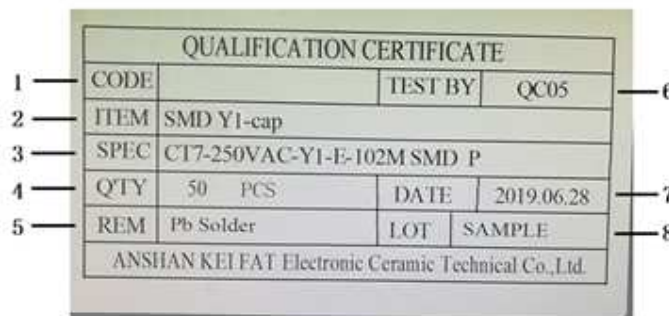 QUALIFICATION CERTIFICATE
1 CODE TEST BY QC05 6
2 ITEM SMD Y1-cap
3 SPEC CT7-250VAC-Y1-E-102M SMD P
4 Q'TY 50 PCS DATE 2019.06.28 7
5 REM Pb Solder LOT SAMPLE 8
ANSHAN KEI FAT Electronic Ceramic Technical Co.,Ltd.